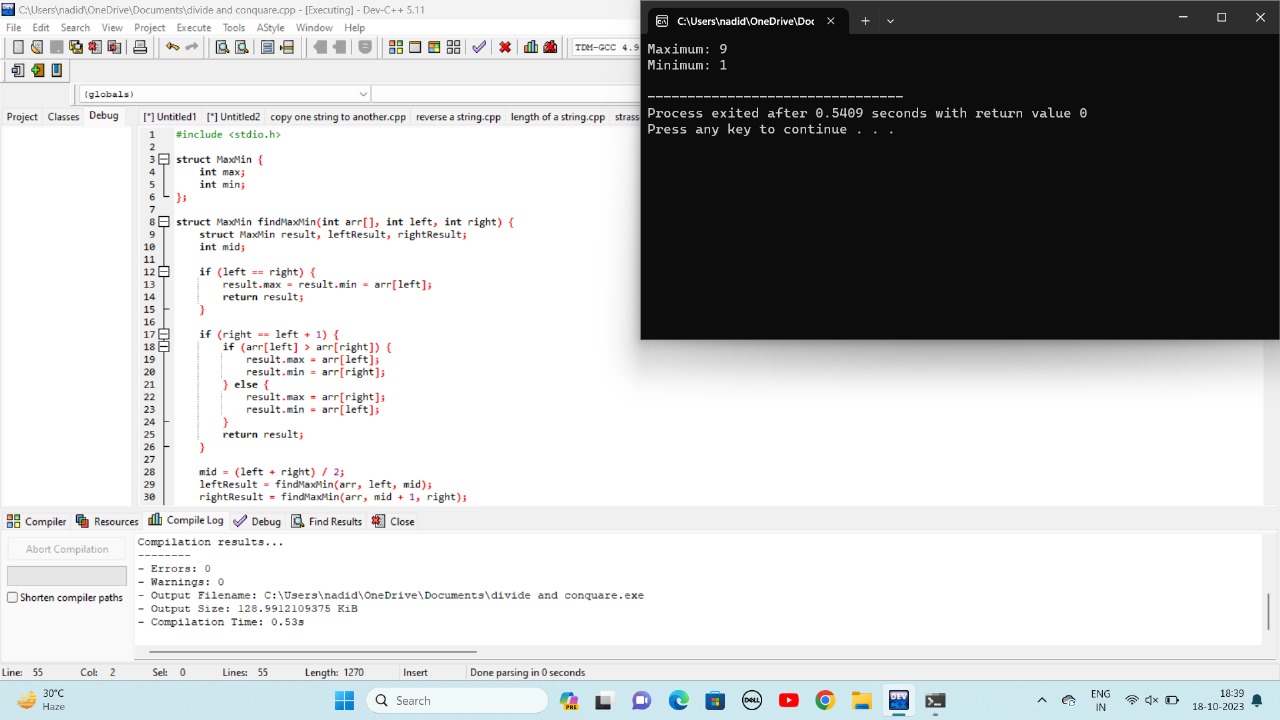 C:\Users\nadid\OneDrive\Documents\divide and conquare.cpp - [Executing] - Dev-C++ 5.11
File Edit Search View Project Execute Tools AStyle Window Help
TDM-GCC 4.9
(globals)
Project Classes Debug
[*] Untitled1 [*] Untitled2 copy one string to another.cpp reverse a string.cpp length of a string.cpp strass
1 #include <stdio.h>
2
3 struct MaxMin {
4 int max;
5 int min;
6 };
7
8 struct MaxMin findMaxMin(int arr[], int left, int right) {
9 struct MaxMin result, leftResult, rightResult;
10 int mid;
11
12 if (left == right) {
13 result.max = result.min = arr[left];
14 return result;
15 }
16
17 if (right == left + 1) {
18 if (arr[left] > arr[right]) {
19 result.max = arr[left];
20 result.min = arr[right];
21 } else {
22 result.max = arr[right];
23 result.min = arr[left];
24 }
25 return result;
26 }
27
28 mid = (left + right) / 2;
29 leftResult = findMaxMin(arr, left, mid);
30 rightResult = findMaxMin(arr, mid + 1, right);
C:\Users\nadid\OneDrive\Doc
Maximum: 9
Minimum: 1
--------------------------------
Process exited after 0.5409 seconds with return value 0
Press any key to continue . . .
Compiler Resources Compile Log Debug Find Results Close
Abort Compilation
Shorten compiler paths
Compilation results...
--------
- Errors: 0
- Warnings: 0
- Output Filename: C:\Users\nadid\OneDrive\Documents\divide and conquare.exe
- Output Size: 128.9912109375 KiB
- Compilation Time: 0.53s
Line: 55 Col: 2 Sel: 0 Lines: 55 Length: 1270 Insert Done parsing in 0 seconds
30°C
Haze
Search
PRE
DELL
DEV
ENG
IN
18:39
18-10-2023